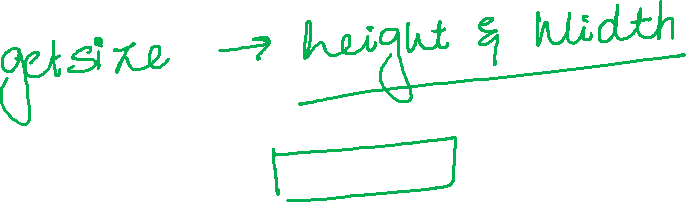 getsize → height & Width